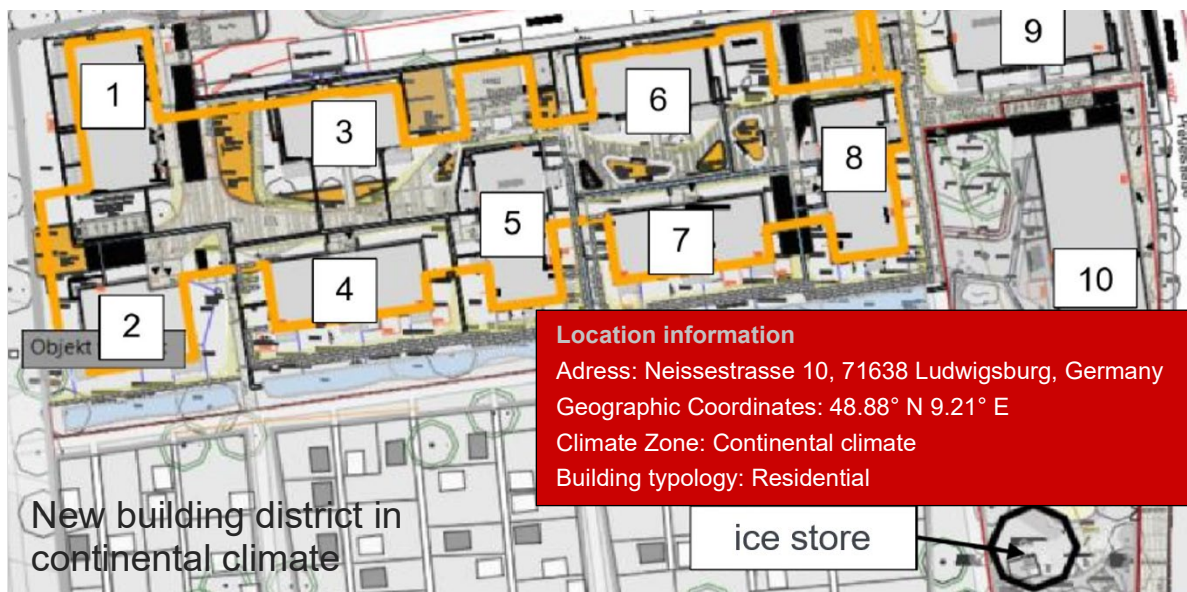 9
1
6
3
8
5
7
10
4
2
Objekt
Location information
Adress: Neissestrasse 10, 71638 Ludwigsburg, Germany
Geographic Coordinates: 48.88° N 9.21° E
Climate Zone: Continental climate
Building typology: Residential
New building district in
continental climate
ice store